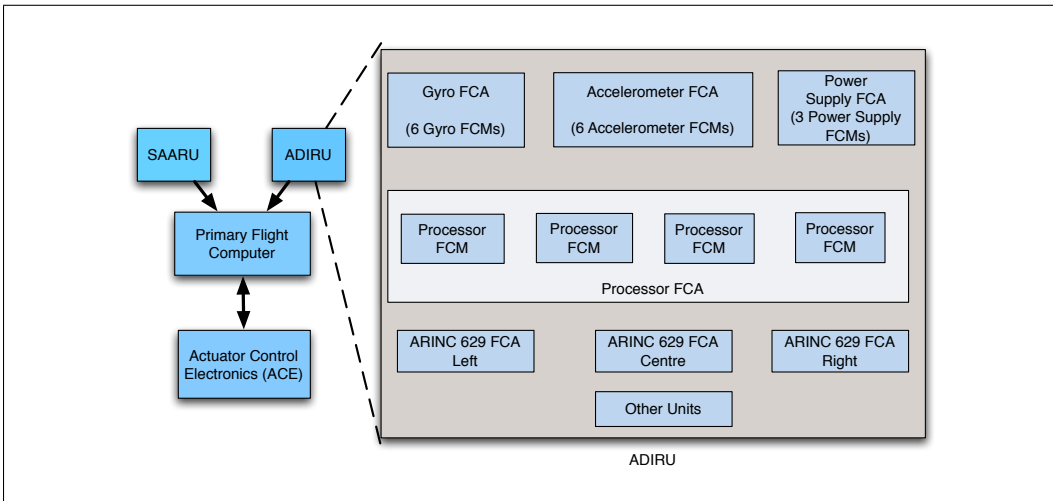 SAARU
ADIRU
Primary Flight
Computer
Actuator Control
Electronics (ACE)
Gyro FCA
(6 Gyro FCMs)
Accelerometer FCA
(6 Accelerometer FCMs)
Power
Supply FCA
(3 Power Supply
FCMs)
Processor
FCM
Processor
FCM
Processor
FCM
Processor
FCM
Processor FCA
ARINC 629 FCA
Left
ARINC 629 FCA
Centre
ARINC 629 FCA
Right
Other Units
ADIRU